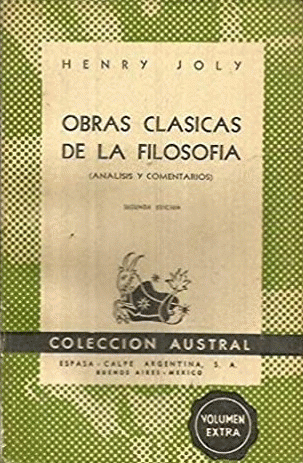 HENRY JOLY
OBRAS CLASICAS
DE LA FILOSOFIA
(ANALISIS Y COMENTARIOS)
SEGUNDA EDICION
COLECCION AUSTRAL
ESPASA-CALPE ARGENTINA, S. A.
BUENOS AIRES-MEXICO
VOLUMEN
EXTRA